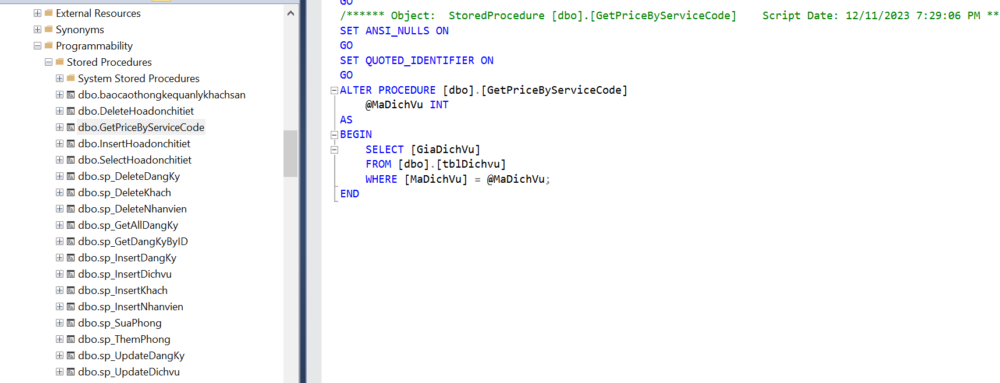 External Resources
Synonyms
Programmability
Stored Procedures
System Stored Procedures
dbo.baocaothongkequanlykhachsan
dbo.DeleteHoadonchitiet
dbo.GetPriceByServiceCode
dbo.InsertHoadonchitiet
dbo.SelectHoadonchitiet
dbo.sp_DeleteDangKy
dbo.sp_DeleteKhach
dbo.sp_DeleteNhanvien
dbo.sp_GetAllDangKy
dbo.sp_GetDangKyByID
dbo.sp_InsertDangKy
dbo.sp_InsertDichvu
dbo.sp_InsertKhach
dbo.sp_InsertNhanvien
dbo.sp_SuaPhong
dbo.sp_ThemPhong
dbo.sp_UpdateDangKy
dbo.sp_UpdateDichvu
GO
/****** Object:  StoredProcedure [dbo].[GetPriceByServiceCode]    Script Date: 12/11/2023 7:29:06 PM **
SET ANSI_NULLS ON
GO
SET QUOTED_IDENTIFIER ON
GO
ALTER PROCEDURE [dbo].[GetPriceByServiceCode]
    @MaDichVu INT
AS
BEGIN
    SELECT [GiaDichVu]
    FROM [dbo].[tblDichvu]
    WHERE [MaDichVu] = @MaDichVu;
END